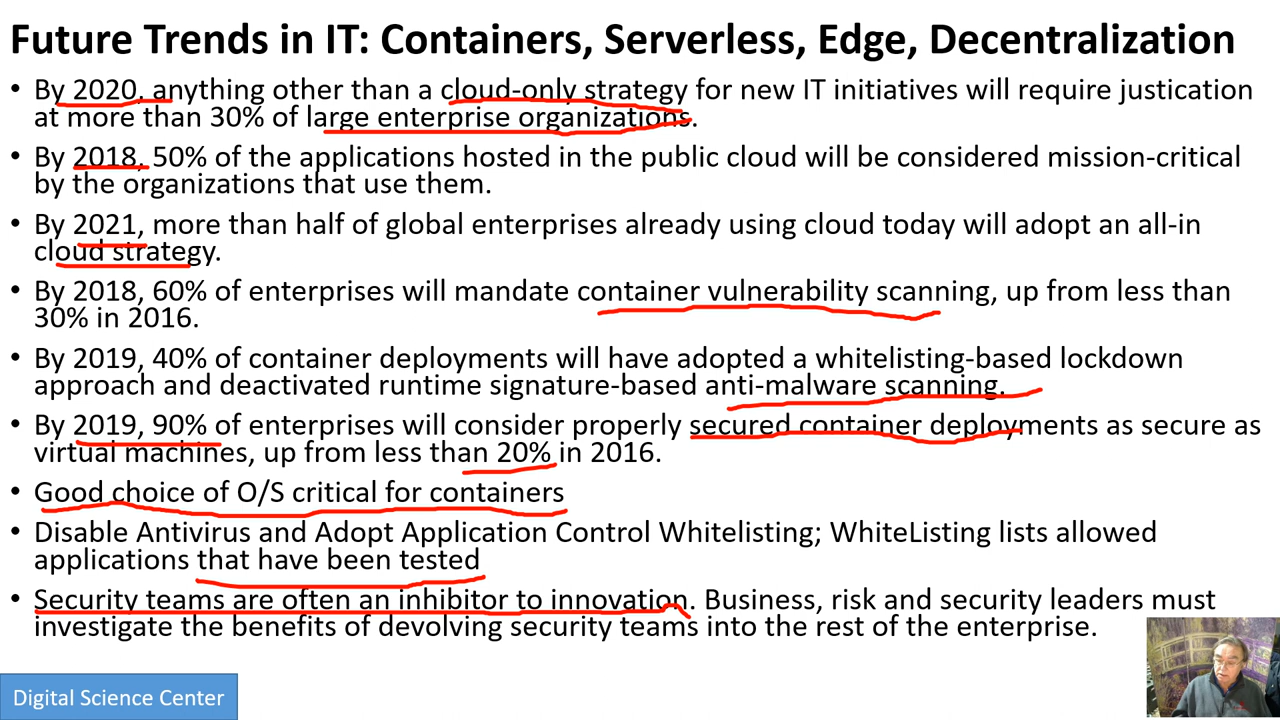 Future Trends in IT: Containers, Serverless, Edge, Decentralization
• By 2020, anything other than a cloud-only strategy for new IT initiatives will require justication
at more than 30% of large enterprise organizations.
• By 2018, 50% of the applications hosted in the public cloud will be considered mission-critical
by the organizations that use them.
• By 2021, more than half of global enterprises already using cloud today will adopt an all-in
cloud strategy.
• By 2018, 60% of enterprises will mandate container vulnerability scanning, up from less than
30% in 2016.
• By 2019, 40% of container deployments will have adopted a whitelisting-based lockdown
approach and deactivated runtime signature-based anti-malware scanning.
• By 2019, 90% of enterprises will consider properly secured container deployments as secure as
virtual machines, up from less than 20% in 2016.
• Good choice of O/S critical for containers
• Disable Antivirus and Adopt Application Control Whitelisting; WhiteListing lists allowed
applications that have been tested
• Security teams are often an inhibitor to innovation. Business, risk and security leaders must
investigate the benefits of devolving security teams into the rest of the enterprise.
Digital Science Center